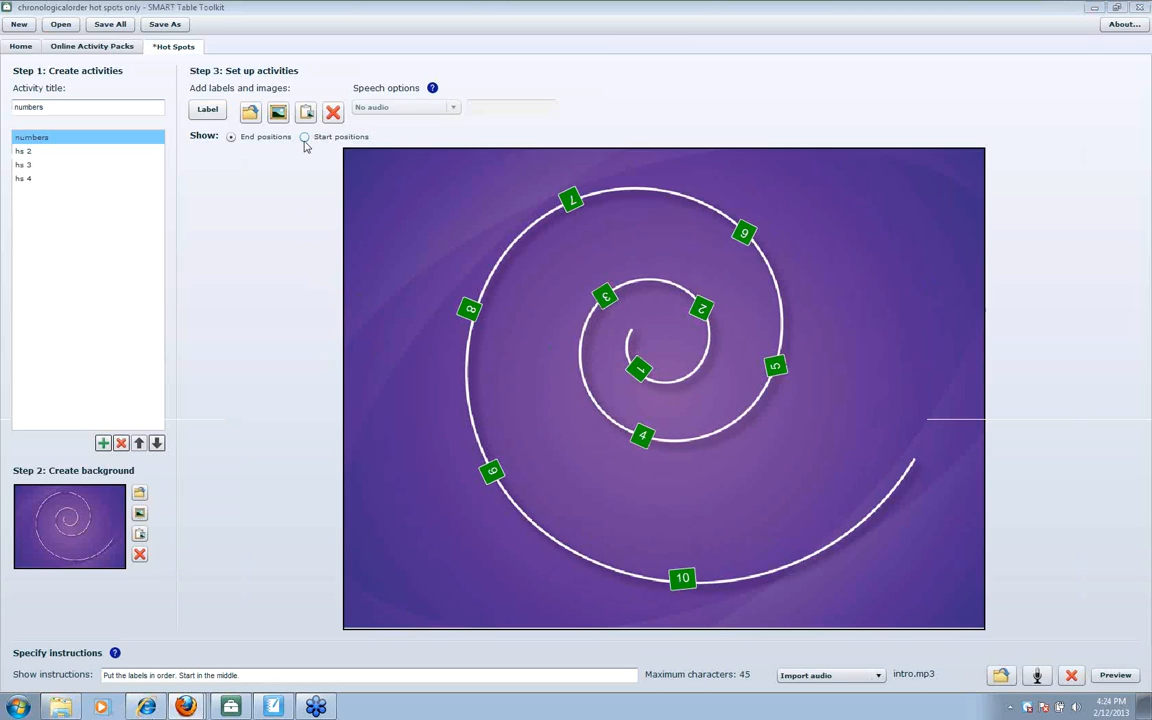 chronologicalorder hot spots only - SMART Table Toolkit
New Open Save All Save As About...
Home Online Activity Packs *Hot Spots
Step 1: Create activities
Activity title:
numbers
numbers
hs 2
hs 3
hs 4
Step 2: Create background
Step 3: Set up activities
Add labels and images: Speech options ?
Label No audio
Show: End positions Start positions
7
6
3
2
8
1
5
4
9
10
Specify instructions ?
Show instructions: Put the labels in order. Start in the middle. Maximum characters: 45 Import audio intro.mp3 Preview
4:24 PM
2/12/2013